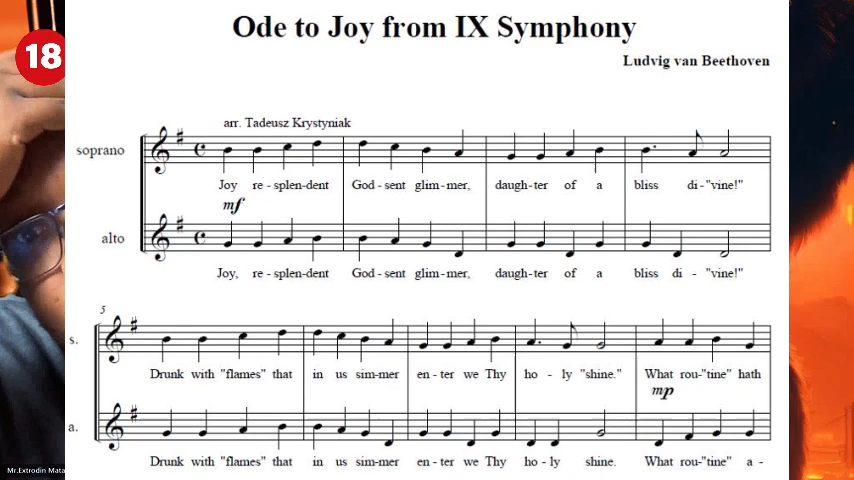 18
Ode to Joy from IX Symphony
Ludvig van Beethoven
arr. Tadeusz Krystyniak
soprano
Joy re - splen-dent God - sent glim - mer, daugh - ter of a bliss di - "vine!"
mf
alto
Joy, re - splen-dent God - sent glim - mer, daugh - ter of a bliss di - "vine!"
5
s.
Drunk with "flames" that in us sim-mer en - ter we Thy ho - ly "shine." What rou-"tine" hath
mp
a.
Drunk with "flames" that in us sim-mer en - ter we Thy ho - ly shine. What rou-"tine" a -
Mr.Extrodin Mata